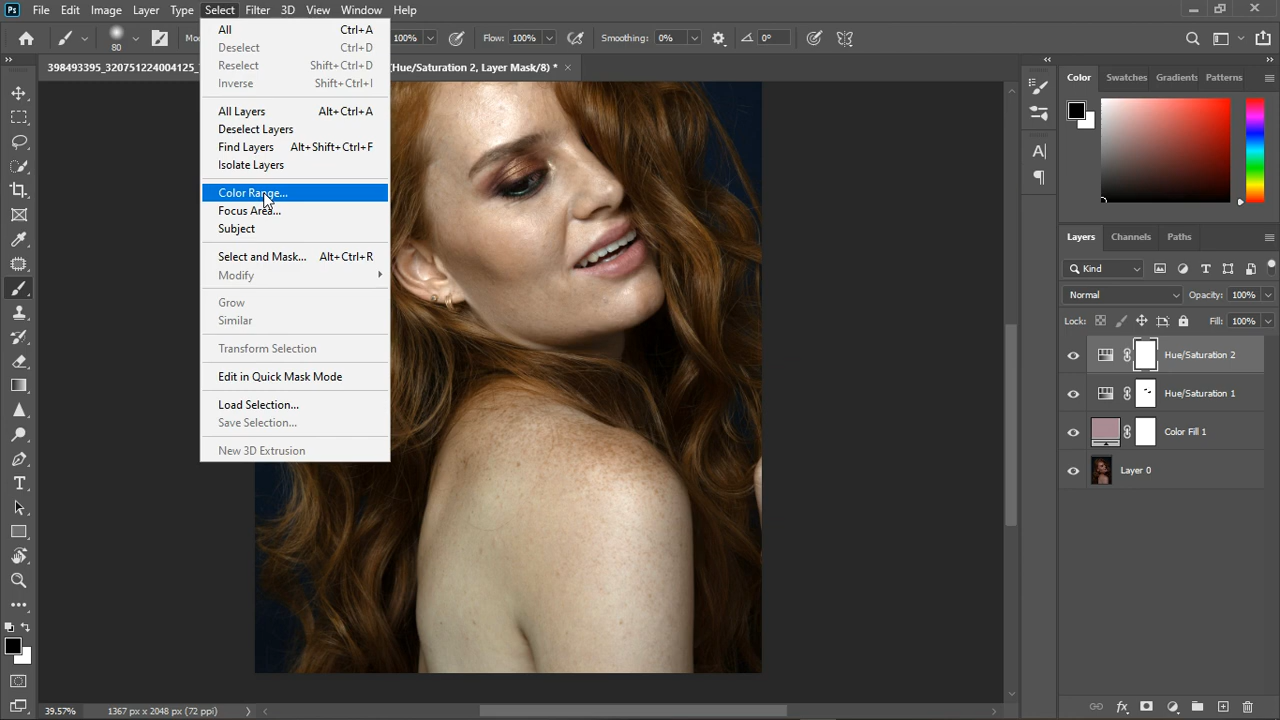 Ps File Edit Image Layer Type Select Filter 3D View Window Help
80 100% Flow: 100% Smoothing: 0% 0°
398493395_320751224004125_ (Hue/Saturation 2, Layer Mask/8) * ×
All Ctrl+A
Deselect Ctrl+D
Reselect Shift+Ctrl+D
Inverse Shift+Ctrl+I
All Layers Alt+Ctrl+A
Deselect Layers
Find Layers Alt+Shift+Ctrl+F
Isolate Layers
Color Range...
Focus Area...
Subject
Select and Mask... Alt+Ctrl+R
Modify
Grow
Similar
Transform Selection
Edit in Quick Mask Mode
Load Selection...
Save Selection...
New 3D Extrusion
Color Swatches Gradients Patterns
Layers Channels Paths
Kind
Normal Opacity: 100%
Lock: Fill: 100%
Hue/Saturation 2
Hue/Saturation 1
Color Fill 1
Layer 0
39.57% 1367 px x 2048 px (72 ppi)